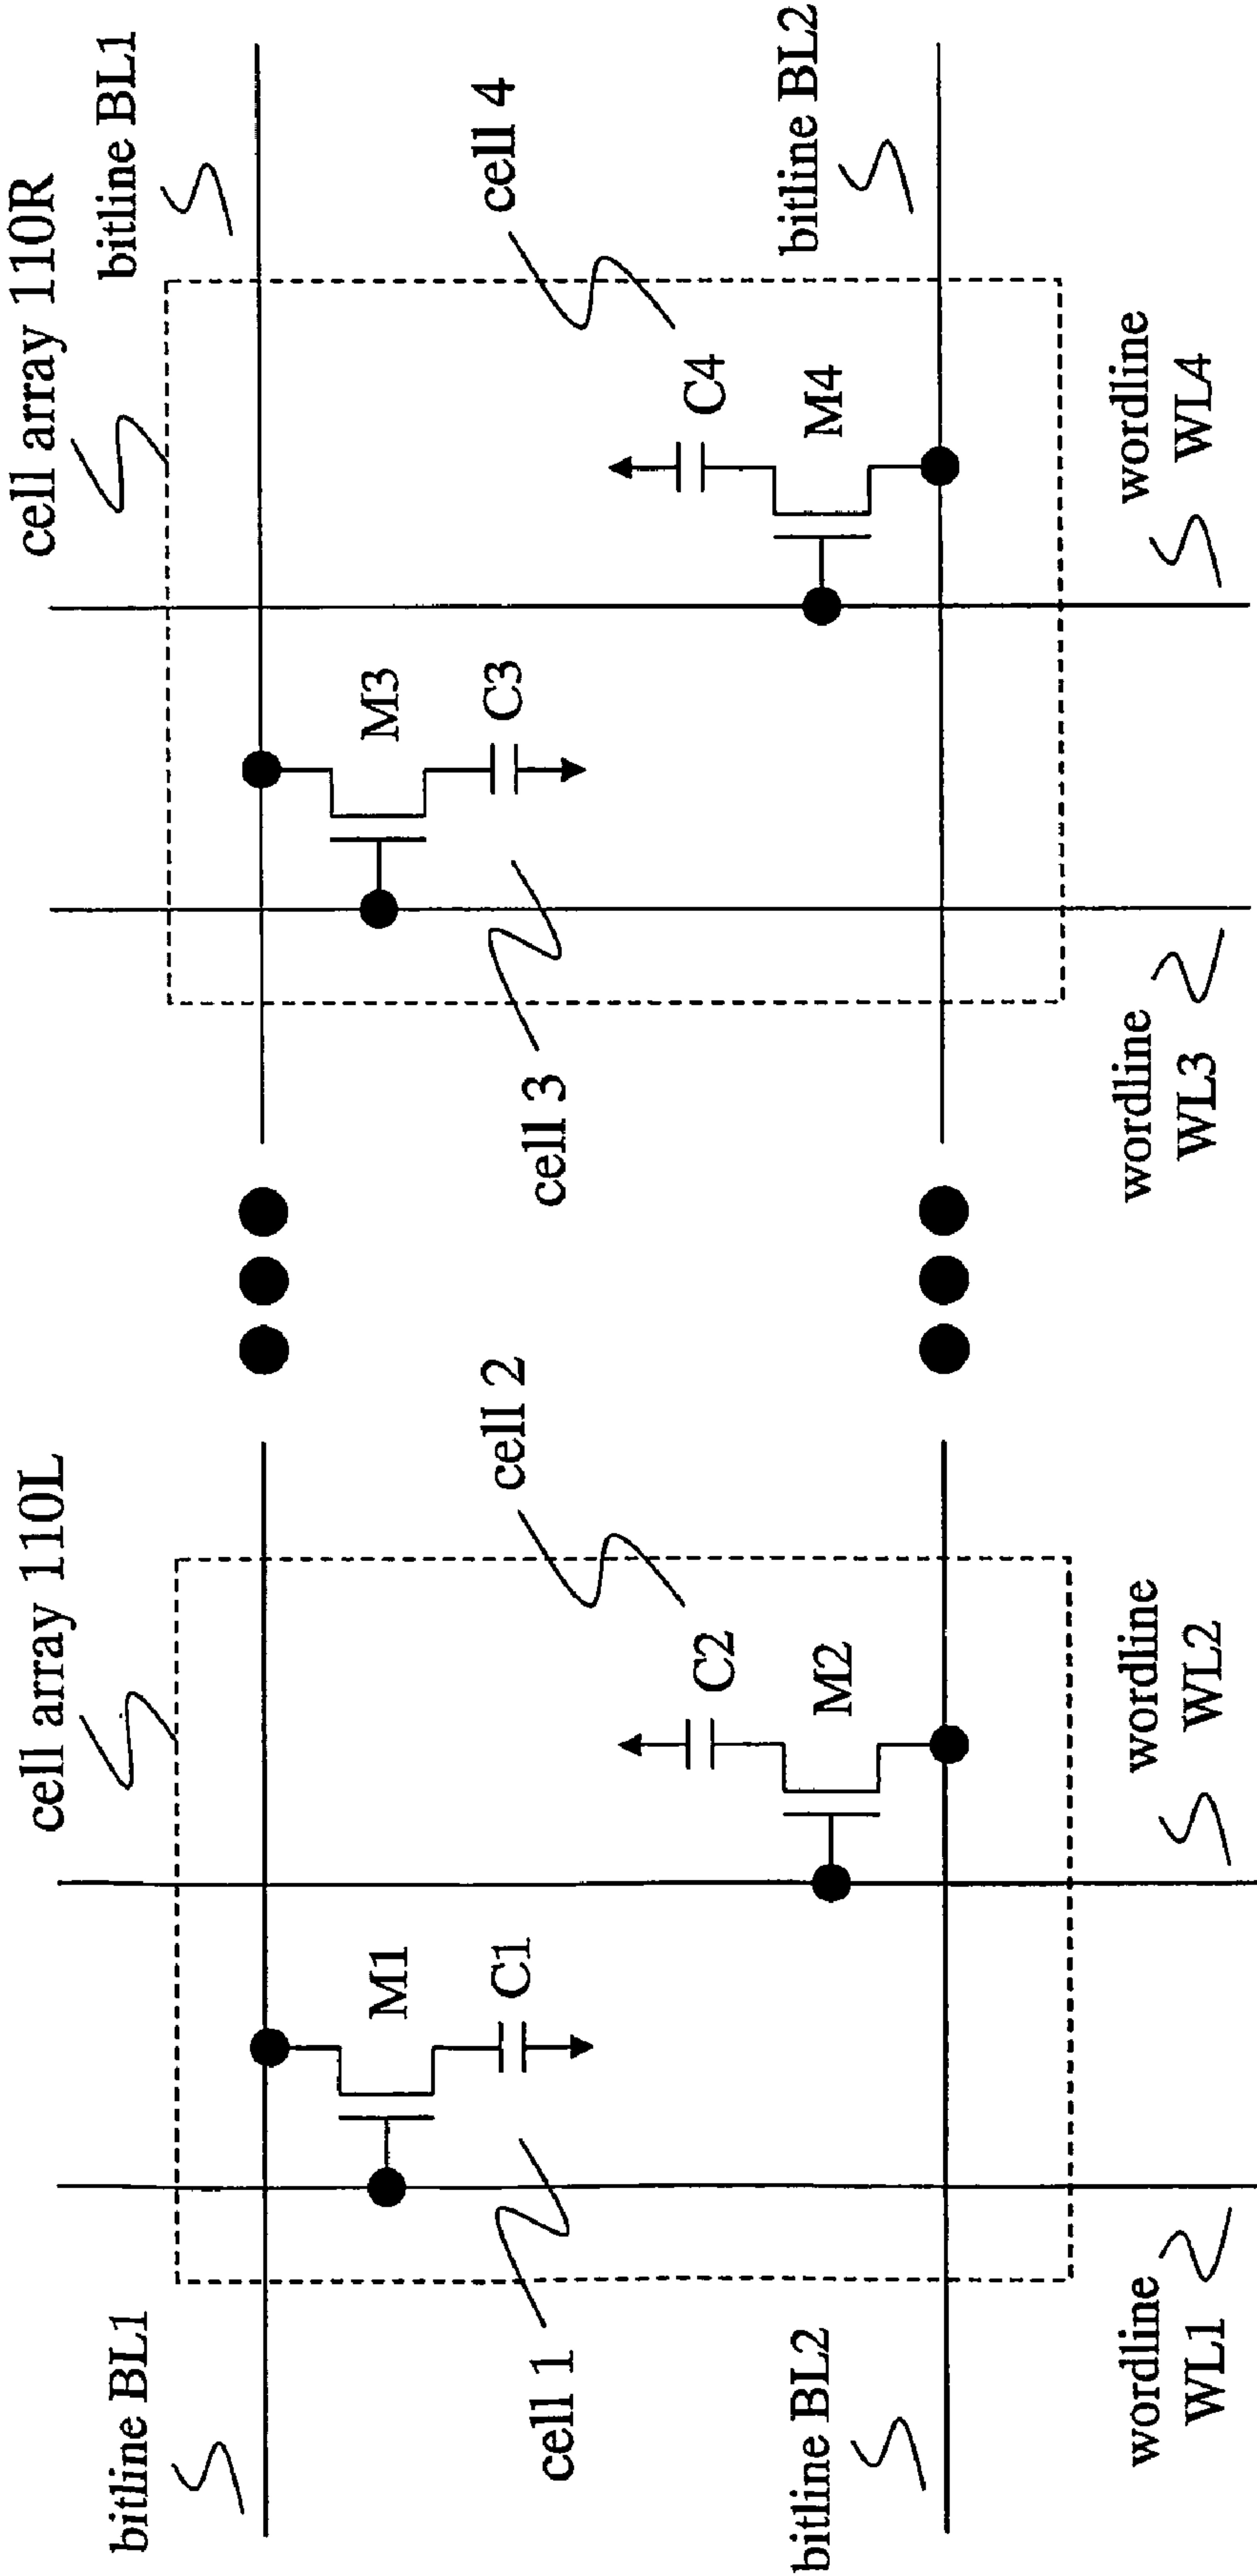 cell array 110L
cell array 110R
bitline BL1
bitline BL1
M1
C1
cell 1
cell 2
C2
M2
M3
C3
cell 3
cell 4
C4
M4
bitline BL2
bitline BL2
wordline
WL1
wordline
WL2
wordline
WL3
wordline
WL4